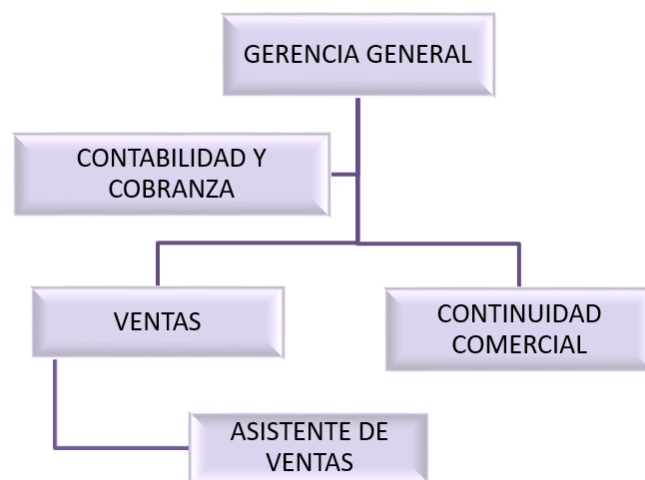 GERENCIA GENERAL
CONTABILIDAD Y
COBRANZA
VENTAS
CONTINUIDAD
COMERCIAL
ASISTENTE DE
VENTAS